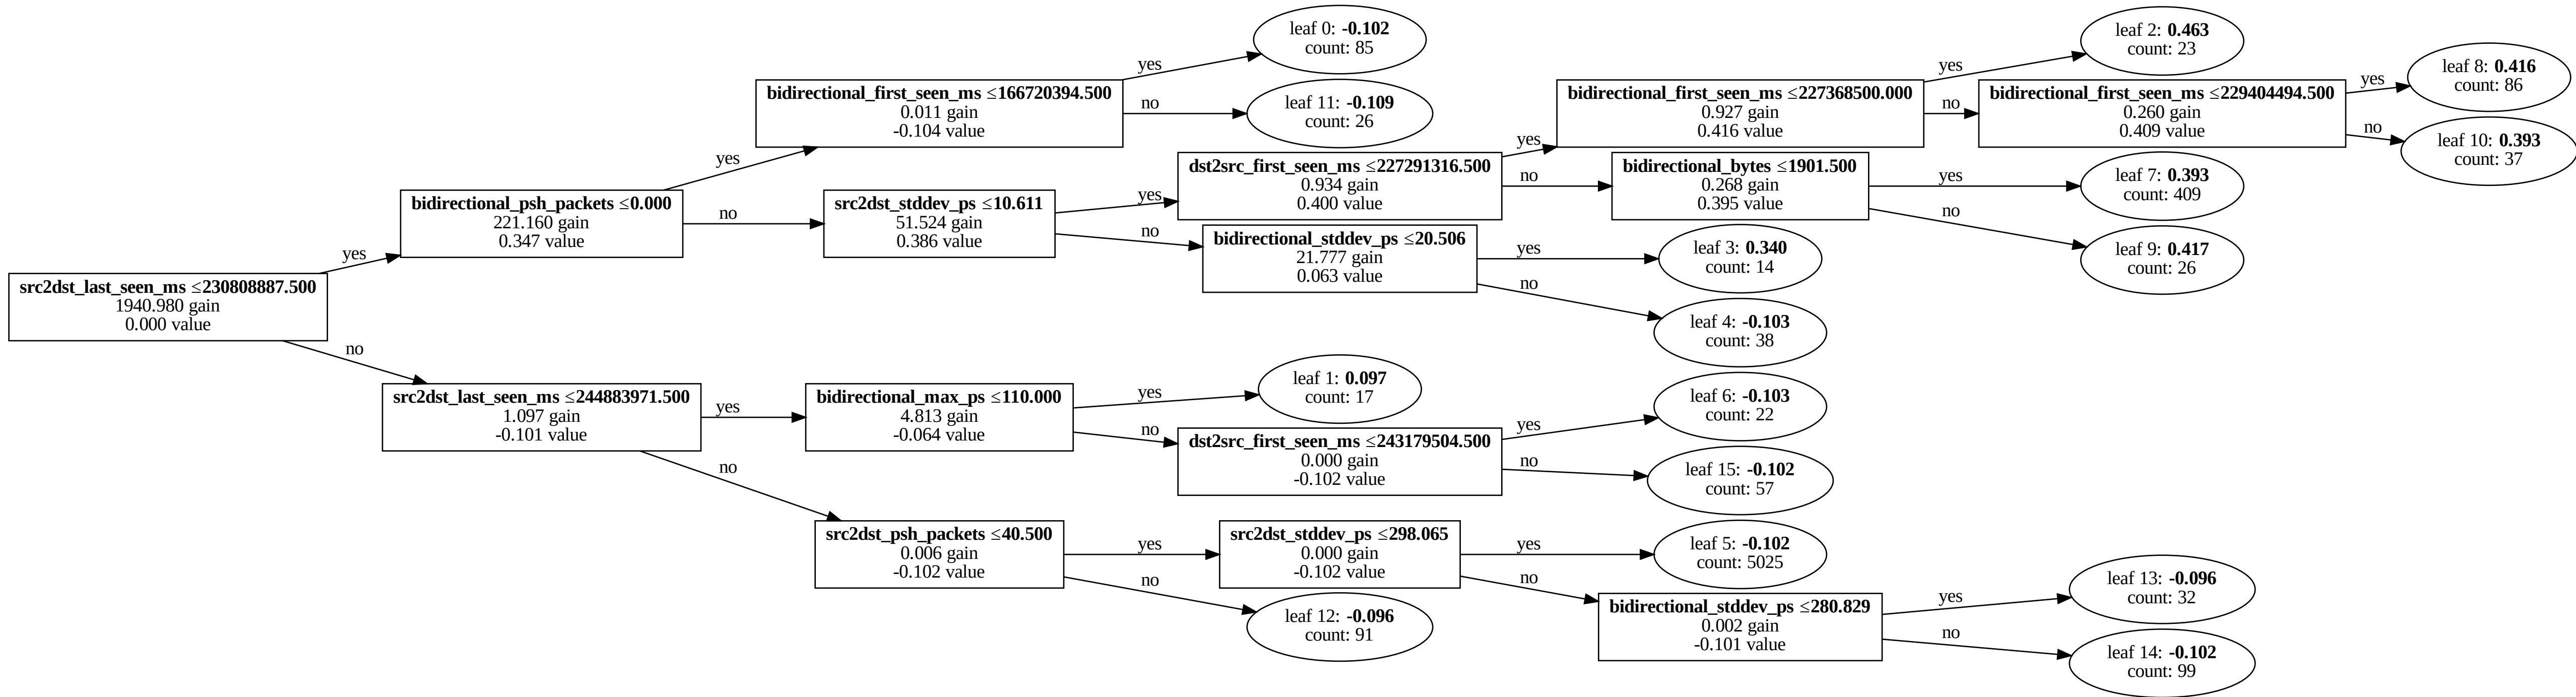 src2dst_last_seen_ms ≤230808887.500
1940.980 gain
0.000 value
yes
no
bidirectional_psh_packets ≤0.000
221.160 gain
0.347 value
yes
no
src2dst_last_seen_ms ≤244883971.500
1.097 gain
-0.101 value
yes
no
bidirectional_first_seen_ms ≤166720394.500
0.011 gain
-0.104 value
yes
no
src2dst_stddev_ps ≤10.611
51.524 gain
0.386 value
yes
no
bidirectional_max_ps ≤110.000
4.813 gain
-0.064 value
yes
no
src2dst_psh_packets ≤40.500
0.006 gain
-0.102 value
yes
no
leaf 0: -0.102
count: 85
leaf 11: -0.109
count: 26
dst2src_first_seen_ms ≤227291316.500
0.934 gain
0.400 value
yes
no
bidirectional_stddev_ps ≤20.506
21.777 gain
0.063 value
yes
no
leaf 1: 0.097
count: 17
dst2src_first_seen_ms ≤243179504.500
0.000 gain
-0.102 value
yes
no
src2dst_stddev_ps ≤298.065
0.000 gain
-0.102 value
yes
no
leaf 12: -0.096
count: 91
bidirectional_first_seen_ms ≤227368500.000
0.927 gain
0.416 value
yes
no
bidirectional_bytes ≤1901.500
0.268 gain
0.395 value
yes
no
leaf 3: 0.340
count: 14
leaf 4: -0.103
count: 38
leaf 6: -0.103
count: 22
leaf 15: -0.102
count: 57
leaf 5: -0.102
count: 5025
bidirectional_stddev_ps ≤280.829
0.002 gain
-0.101 value
yes
no
leaf 2: 0.463
count: 23
bidirectional_first_seen_ms ≤229404494.500
0.260 gain
0.409 value
yes
no
leaf 7: 0.393
count: 409
leaf 9: 0.417
count: 26
leaf 13: -0.096
count: 32
leaf 14: -0.102
count: 99
leaf 8: 0.416
count: 86
leaf 10: 0.393
count: 37